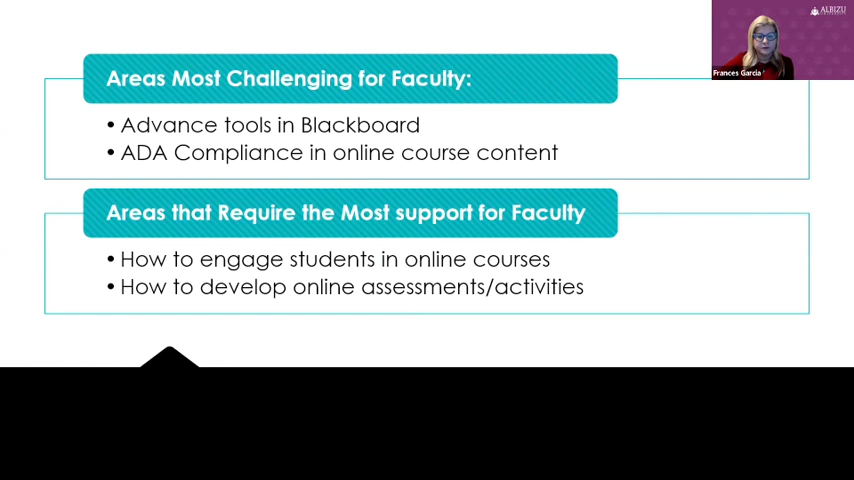 ALBIZU
Frances Garcia
Areas Most Challenging for Faculty:
• Advance tools in Blackboard
• ADA Compliance in online course content
Areas that Require the Most support for Faculty
• How to engage students in online courses
• How to develop online assessments/activities